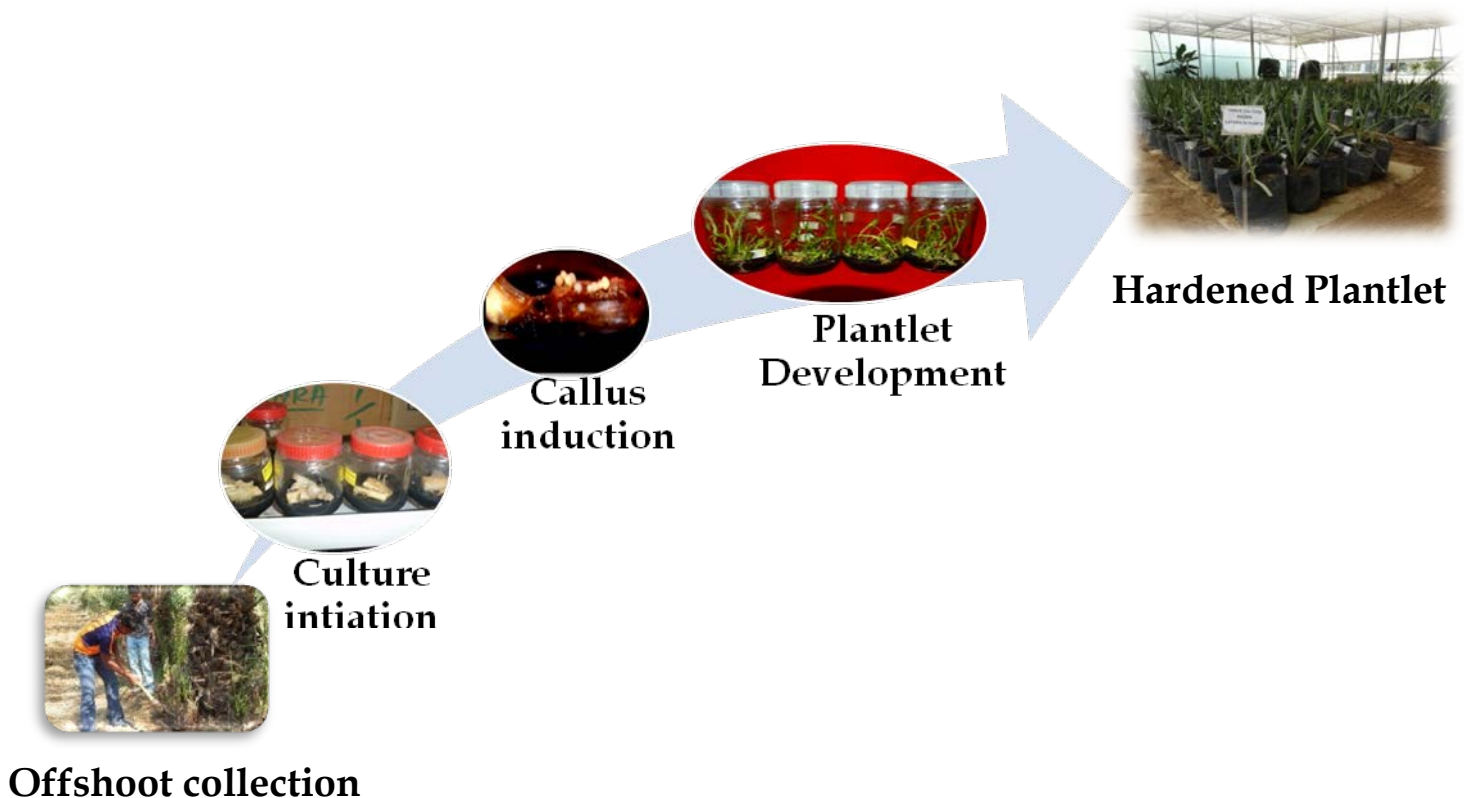 Hardened Plantlet
Plantlet
Development
Callus
induction
Culture
intiation
Offshoot collection